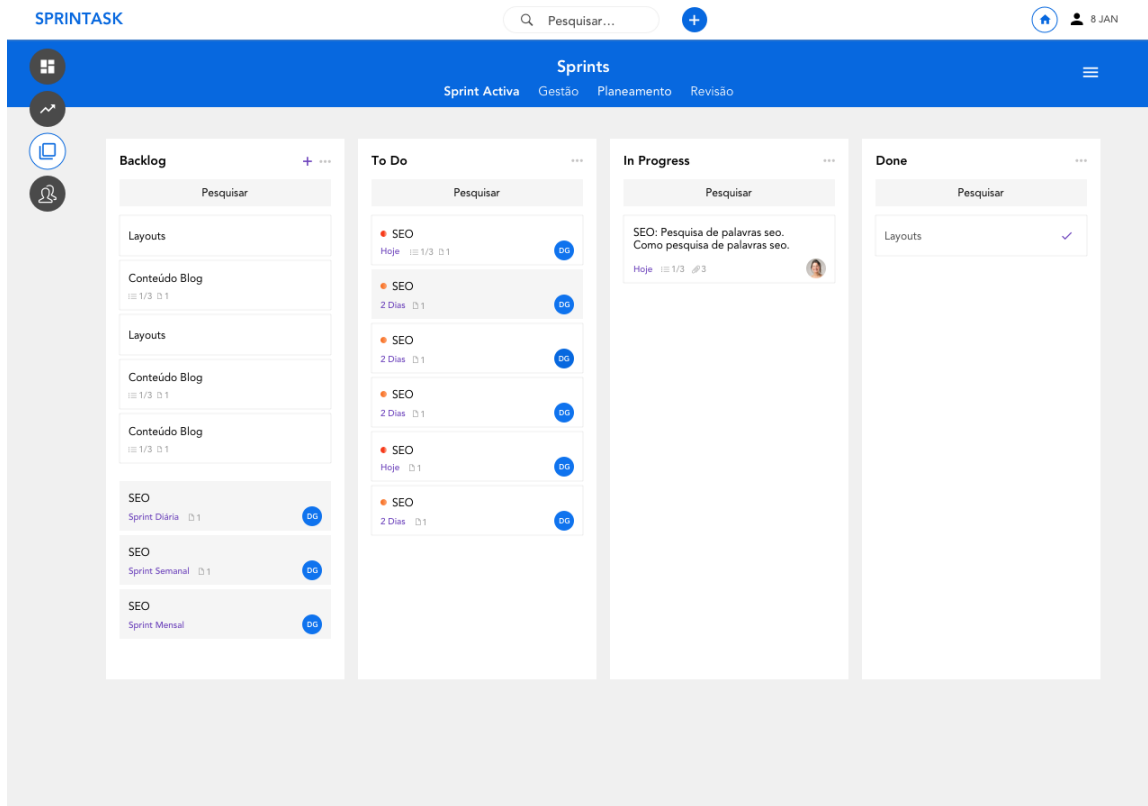 SPRINTASK
Pesquisar...
8 JAN
Sprints
Sprint Activa Gestão Planeamento Revisão
Backlog
Pesquisar
Layouts
Conteúdo Blog
1/3 1
Layouts
Conteúdo Blog
1/3 1
Conteúdo Blog
1/3 1
SEO
Sprint Diária 1
DG
SEO
Sprint Semanal 1
DG
SEO
Sprint Mensal
DG
To Do
Pesquisar
SEO
Hoje 1/3 1
DG
SEO
2 Dias 1
DG
SEO
2 Dias 1
DG
SEO
2 Dias 1
DG
SEO
Hoje 1
DG
SEO
2 Dias 1
DG
In Progress
Pesquisar
SEO: Pesquisa de palavras seo.
Como pesquisa de palavras seo.
Hoje 1/3 3
Done
Pesquisar
Layouts